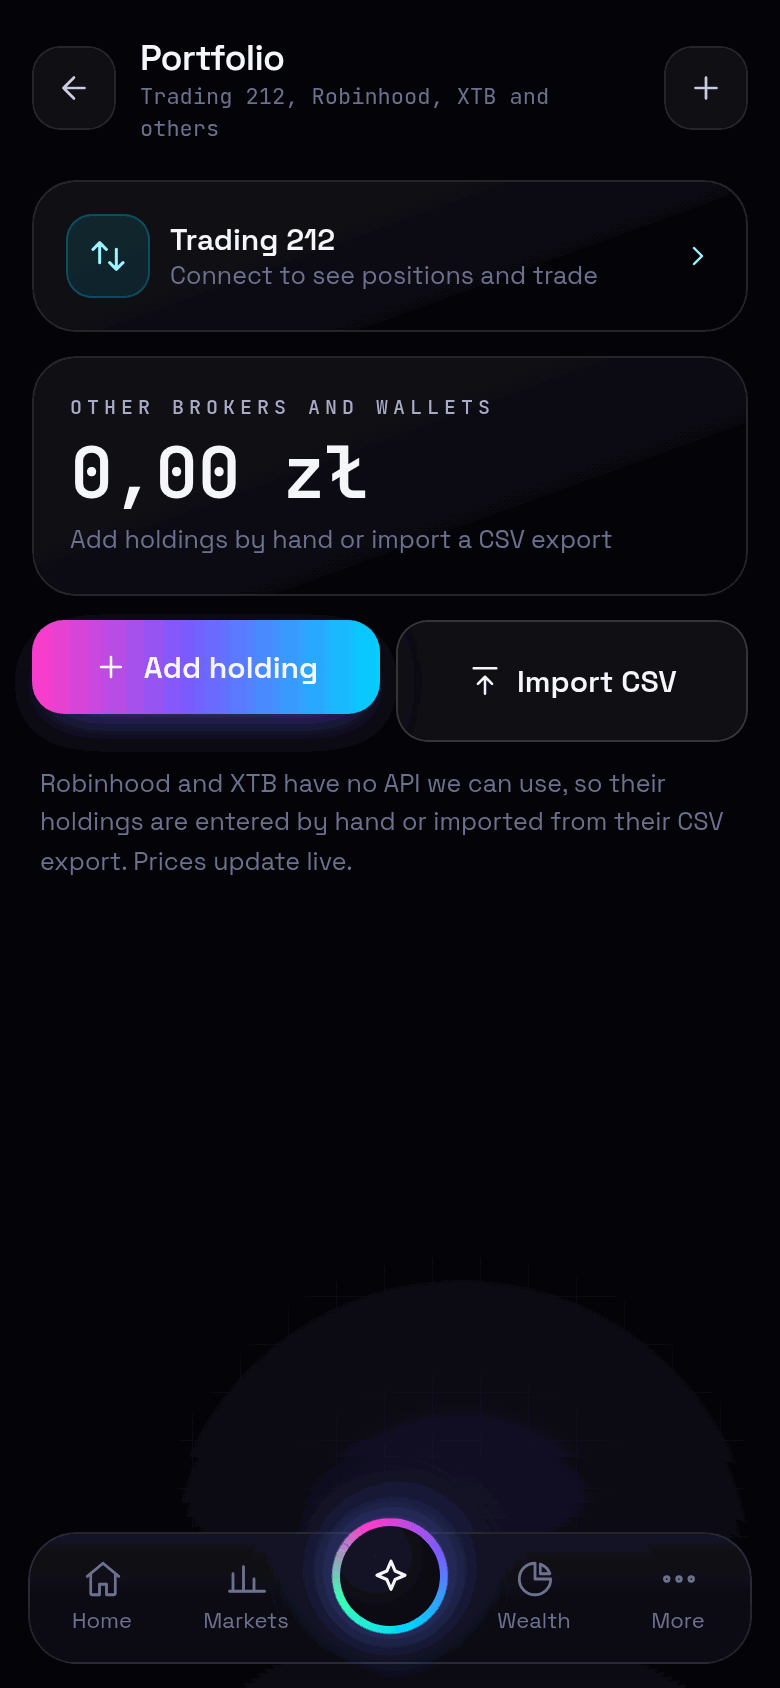 Portfolio
Trading 212, Robinhood, XTB and
others
Trading 212
Connect to see positions and trade
OTHER BROKERS AND WALLETS
0,00 zł
Add holdings by hand or import a CSV export
Add holding
Import CSV
Robinhood and XTB have no API we can use, so their
holdings are entered by hand or imported from their CSV
export. Prices update live.
Home
Markets
Wealth
More